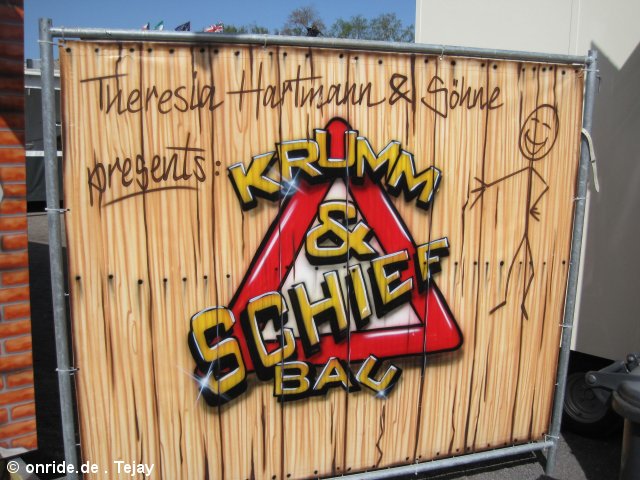 Theresia Hartmann & Söhne
presents:
KRUMM
&
SCHIEF
BAU
© onride.de . Tejay